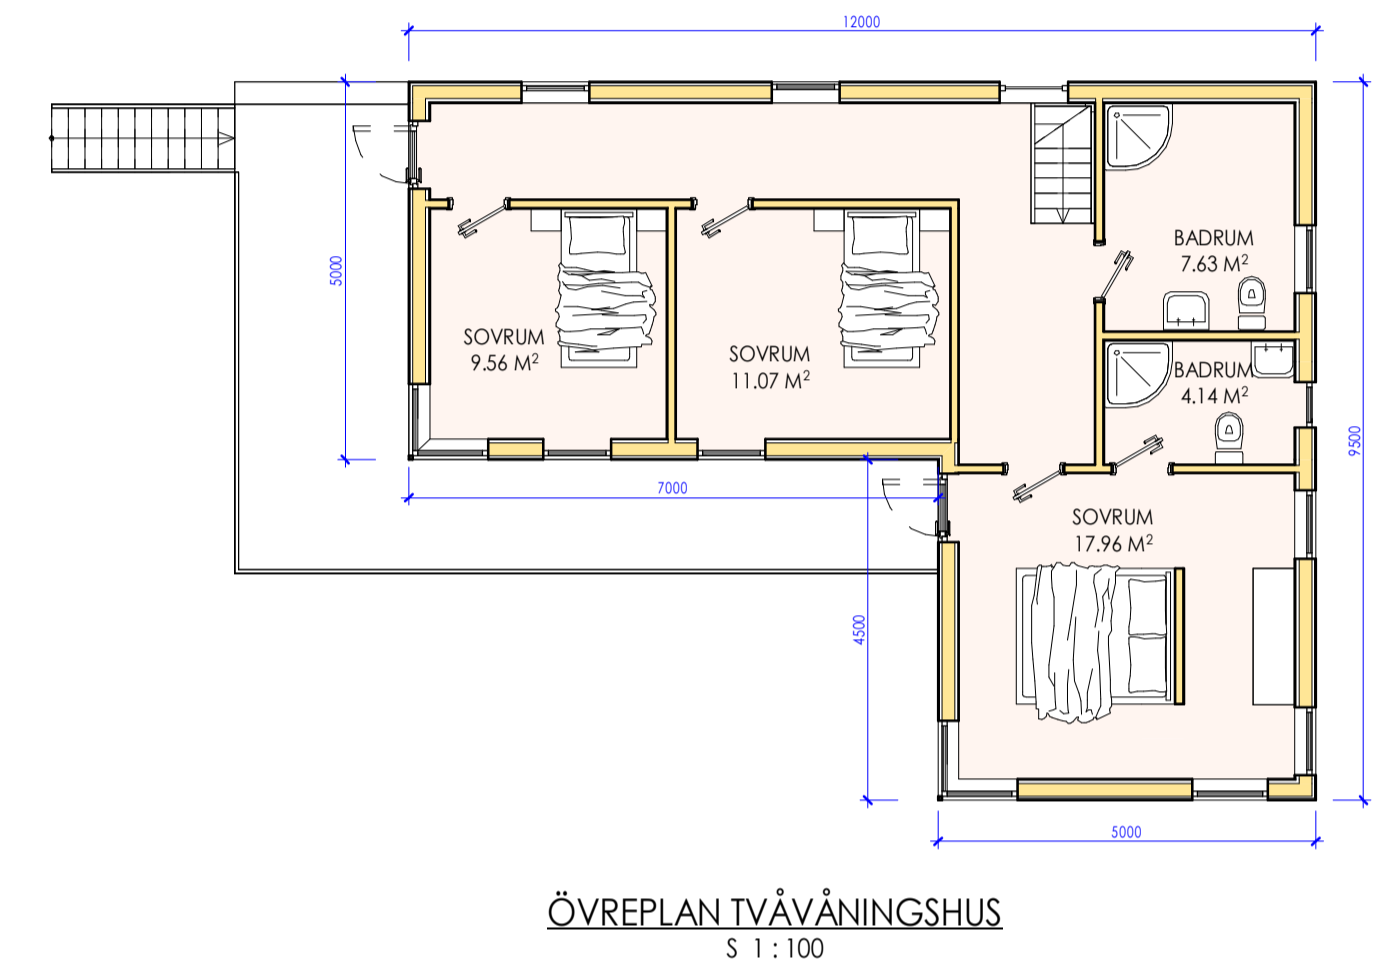 12000
5000
BADRUM
7.63 M²
SOVRUM
9.56 M²
SOVRUM
11.07 M²
BADRUM
4.14 M²
9500
7000
SOVRUM
17.96 M²
4500
5000
ÖVREPLAN TVÅVÅNINGSHUS
S 1 : 100